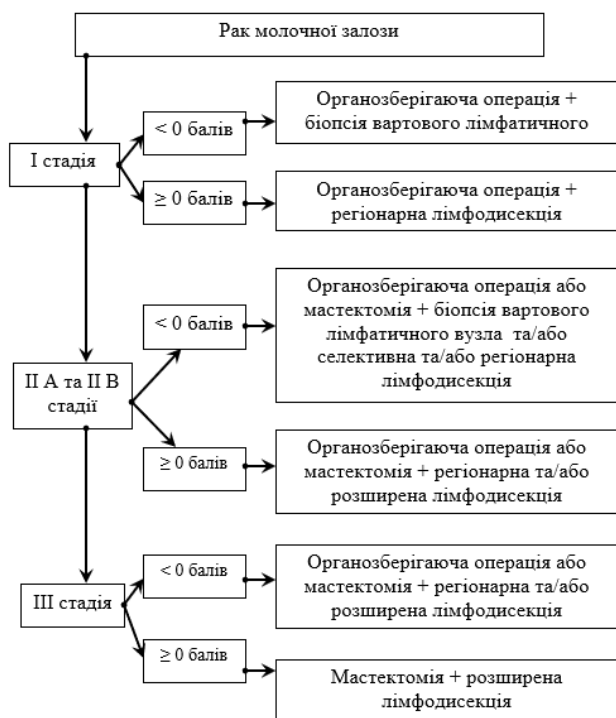 Рак молочної залози
Органозберігаюча операція +
біопсія вартового лімфатичного
< 0 балів
I стадія
≥ 0 балів
Органозберігаюча операція +
регіонарна лімфодисекція
Органозберігаюча операція або
мастектомія + біопсія вартового
лімфатичного вузла та/або
селективна та/або регіонарна
лімфодисекція
< 0 балів
II А та II В
стадії
≥ 0 балів
Органозберігаюча операція або
мастектомія + регіонарна та/або
розширена лімфодисекція
< 0 балів
Органозберігаюча операція або
мастектомія + регіонарна та/або
розширена лімфодисекція
III стадія
≥ 0 балів
Мастектомія + розширена
лімфодисекція